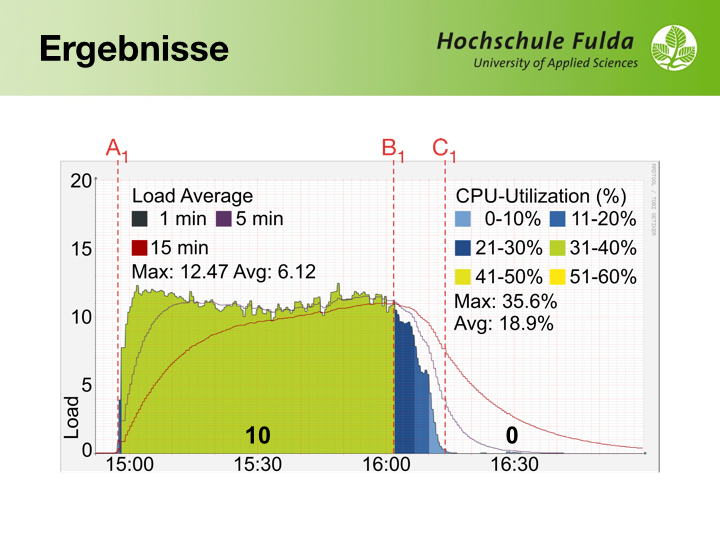 Ergebnisse
Hochschule Fulda
University of Applied Sciences
A1 B1 C1
20
15
10
5
0
Load
Load Average
1 min 5 min
15 min
Max: 12.47 Avg: 6.12
CPU-Utilization (%)
0-10% 11-20%
21-30% 31-40%
41-50% 51-60%
Max: 35.6%
Avg: 18.9%
10 0
15:00 15:30 16:00 16:30
RRDTOOL / TOBI OETIKER